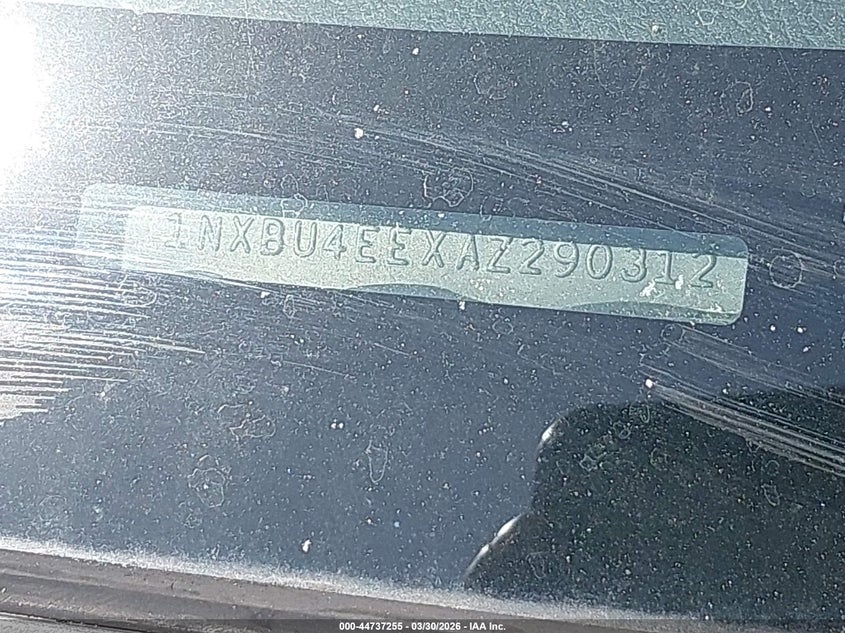 1NXBU4EEXAZ290312
000-44737255 - 03/30/2026 - IAA Inc.